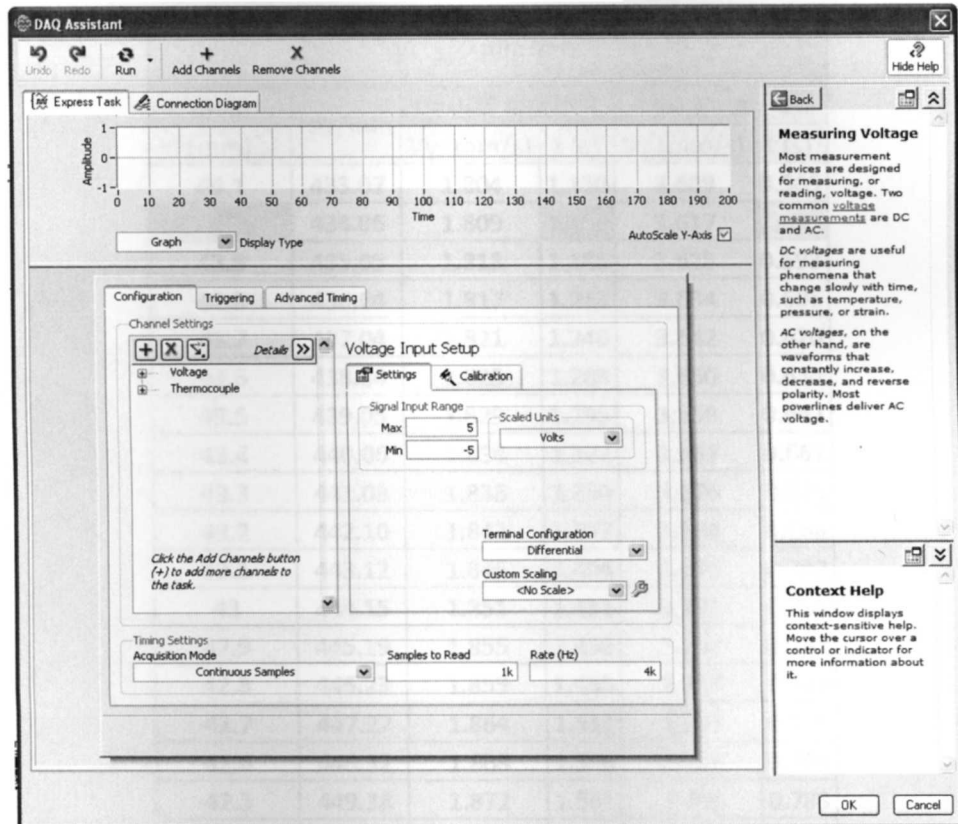 DAQ Assistant
Undo Redo Run Add Channels Remove Channels Hide Help
Express Task Connection Diagram
Amplitude
1
0
-1
0 10 20 30 40 50 60 70 80 90 100 110 120 130 140 150 160 170 180 190 200
Time
Graph Display Type
AutoScale Y-Axis
Configuration Triggering Advanced Timing
Channel Settings
Details
Voltage
Thermocouple
Click the Add Channels button
(+) to add more channels to
the task.
Voltage Input Setup
Settings Calibration
Signal Input Range
Max 5
Min -5
Scaled Units
Volts
Terminal Configuration
Differential
Custom Scaling
<No Scale>
Timing Settings
Acquisition Mode Samples to Read Rate (Hz)
Continuous Samples 1k 4k
Back
Measuring Voltage
Most measurement
devices are designed
for measuring, or
reading, voltage. Two
common voltage
measurements are DC
and AC.
DC voltages are useful
for measuring
phenomena that
change slowly with time,
such as temperature,
pressure, or strain.
AC voltages, on the
other hand, are
waveforms that
constantly increase,
decrease, and reverse
polarity. Most
powerlines deliver AC
voltage.
Context Help
This window displays
context-sensitive help.
Move the cursor over a
control or indicator for
more information about
it.
OK Cancel